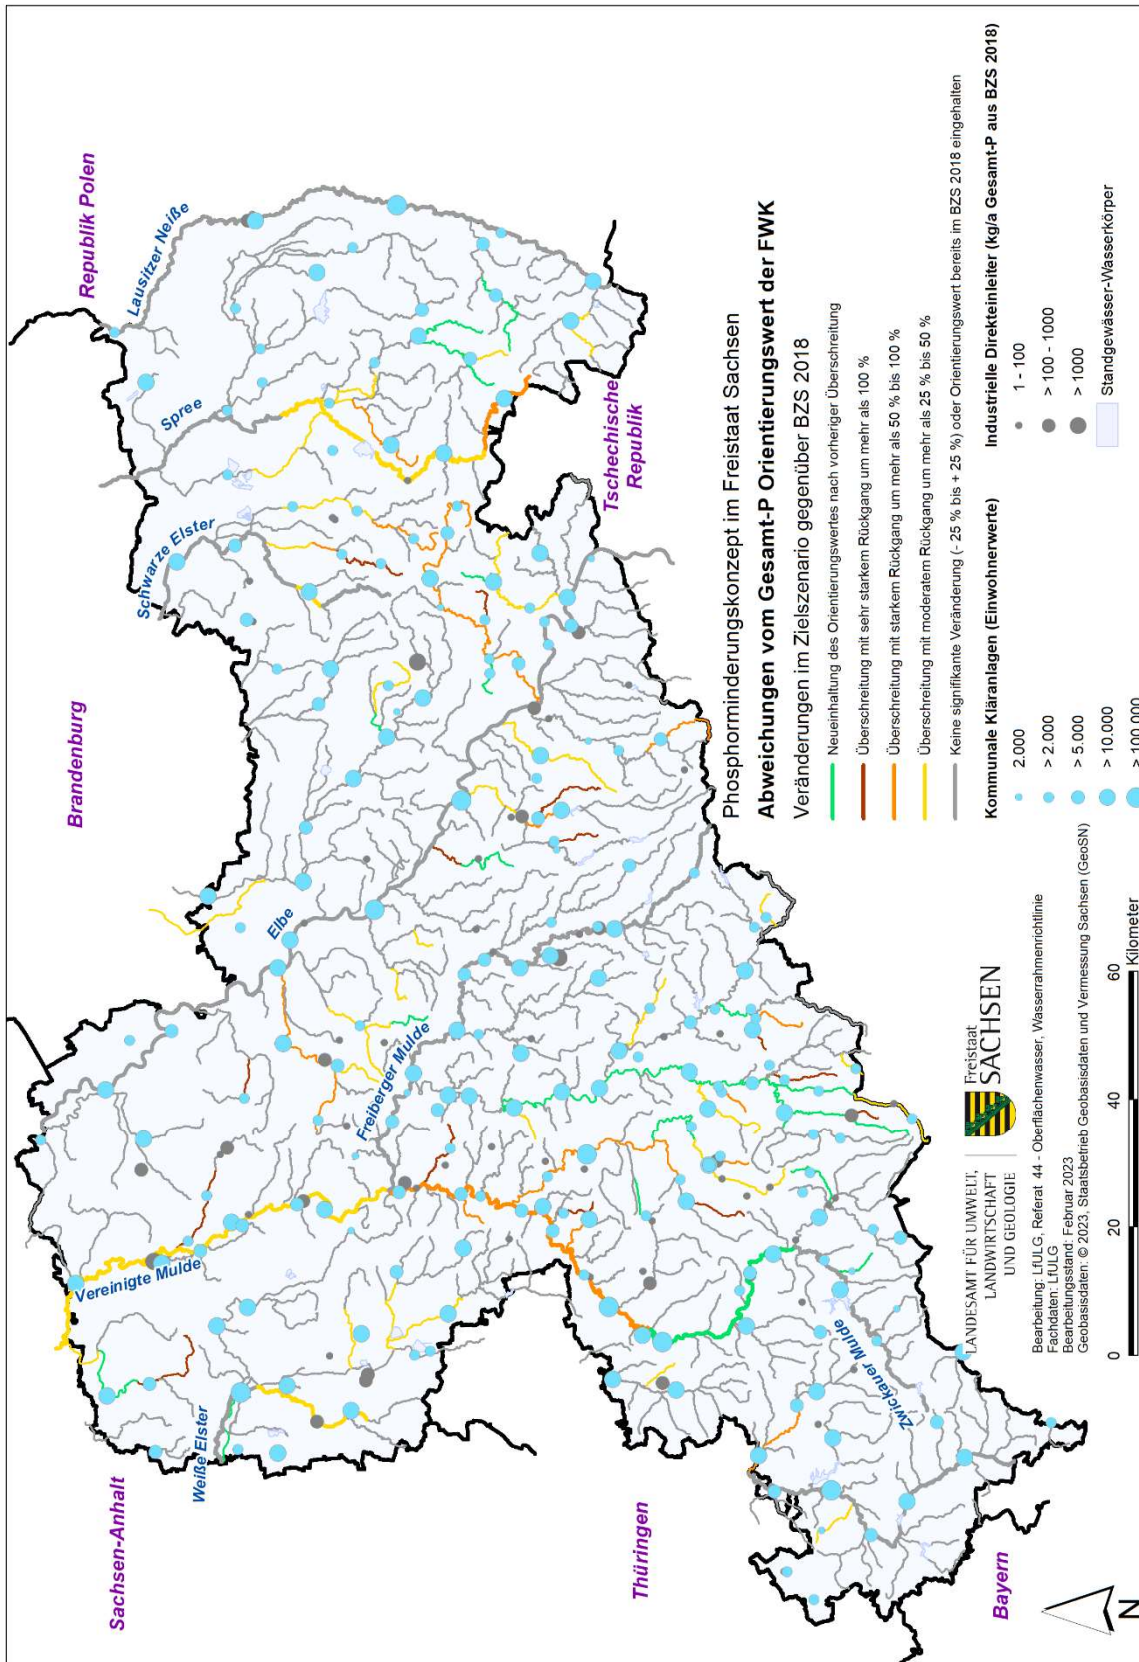 Republik Polen
Lausitzer Neiße
Spree
Schwarze Elster
Brandenburg
Tschechische
Republik
Elbe
Freiberger Mulde
Vereinigte Mulde
Weiße Elster
Sachsen-Anhalt
Zwickauer Mulde
Thüringen
Bayern
Phosphorminderungskonzept im Freistaat Sachsen
Abweichungen vom Gesamt-P Orientierungswert der FWK
Veränderungen im Zielszenario gegenüber BZS 2018
Neueinhaltung des Orientierungswertes nach vorheriger Überschreitung
Überschreitung mit sehr starkem Rückgang um mehr als 100 %
Überschreitung mit starkem Rückgang um mehr als 50 % bis 100 %
Überschreitung mit moderatem Rückgang um mehr als 25 % bis 50 %
Keine signifikante Veränderung (- 25 % bis + 25 %) oder Orientierungswert bereits im BZS 2018 eingehalten
Kommunale Kläranlagen (Einwohnerwerte)
2.000
> 2.000
> 5.000
> 10.000
> 100.000
Industrielle Direkteinleiter (kg/a Gesamt-P aus BZS 2018)
1 - 100
> 100 - 1000
> 1000
Standgewässer-Wasserkörper
LANDESAMT FÜR UMWELT,
LANDWIRTSCHAFT
UND GEOLOGIE
Freistaat
SACHSEN
Bearbeitung: LfULG, Referat 44 - Oberflächenwasser, Wasserrahmenrichtlinie
Fachdaten: LfULG
Bearbeitungsstand: Februar 2023
Geobasisdaten: © 2023, Staatsbetrieb Geobasisdaten und Vermessung Sachsen (GeoSN)
0 20 40 60
Kilometer
N